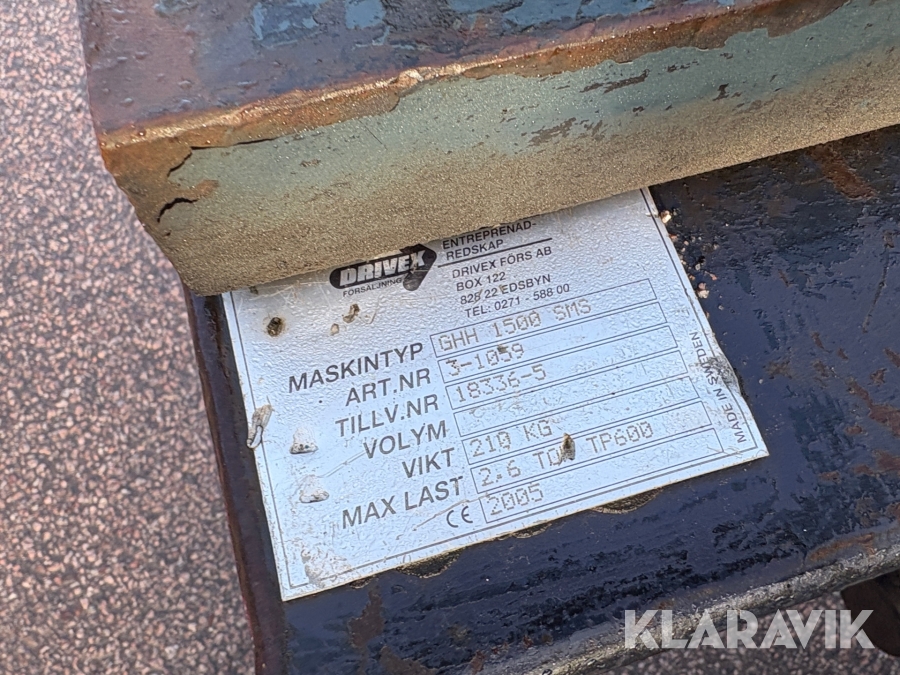 DRIVEX
FÖRSÄLJNING
ENTREPRENAD-
REDSKAP
DRIVEX FÖRS AB
BOX 122
828 22 EDSBYN
TEL: 0271 - 588 00
MASKINTYP GHH 1500 SMS
ART.NR 3-1059
TILLV.NR 18336-5
VOLYM
VIKT 210 KG
MAX LAST 2.6 TON TP600
CE 2005
MADE IN SWEDEN
KLARAVIK